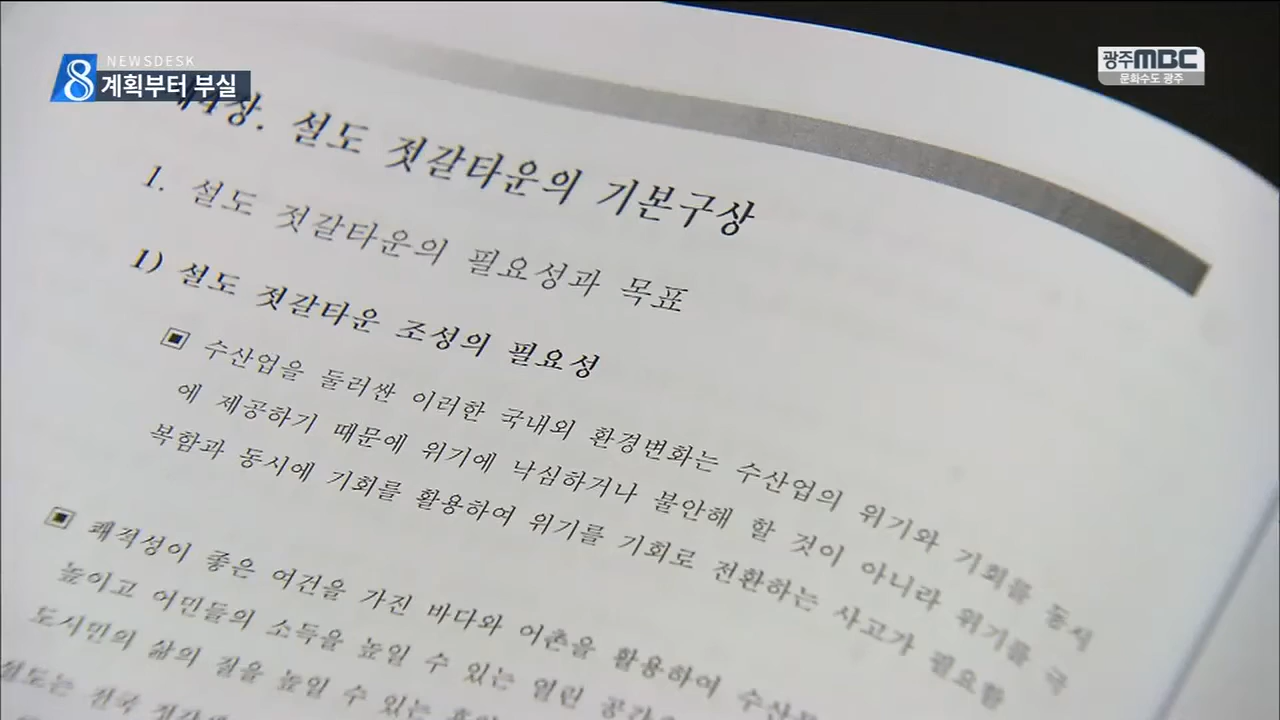 NEWSDESK
8 계획부터 부실
광주MBC
문화수도 광주
설도 젓갈타운의 기본구상
1. 설도 젓갈타운의 필요성과 목표
1) 설도 젓갈타운 조성의 필요성
▣ 수산업을 둘러싼 이러한 국내외 환경변화는 수산업의 위기와 기회를 동시
에 제공하기 때문에 위기에 낙심하거나 불안해 할 것이 아니라 위기를 극
복함과 동시에 기회를 활용하여 위기를 기회로 전환하는 사고가 필요함
▣ 쾌적성이 좋은 여건을 가진 바다와 어촌을 활용하여
높이고 어민들의 소득을 높일 수 있는 열린
도시민의 삶의 질을 높일 수 있는
설도는 전국